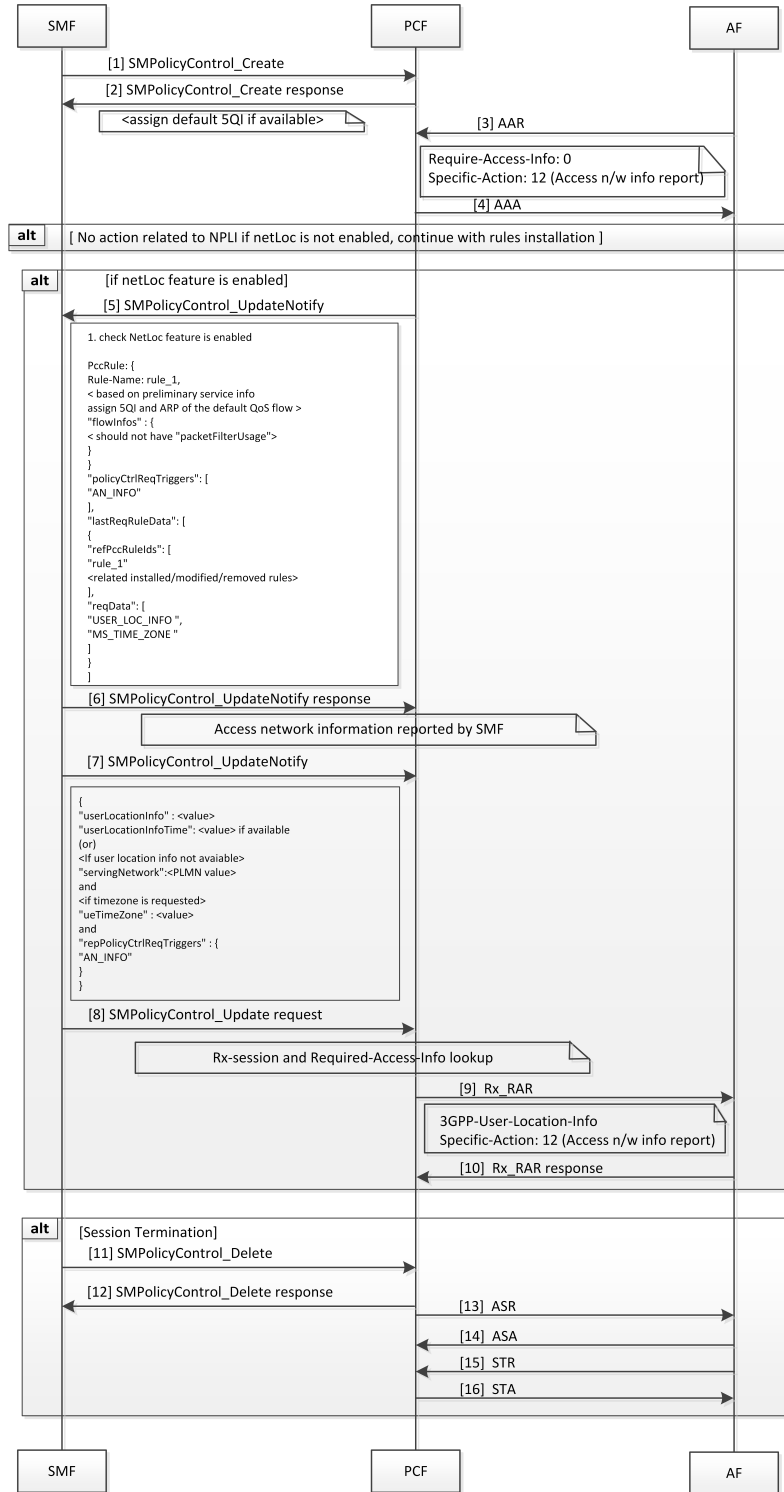 SMF
PCF
AF
[1] SMPolicyControl_Create
[2] SMPolicyControl_Create response
<assign default 5QI if available>
[3] AAR
Require-Access-Info: 0
Specific-Action: 12 (Access n/w info report)
[4] AAA
alt
[ No action related to NPLI if netLoc is not enabled, continue with rules installation ]
alt
[if netLoc feature is enabled]
[5] SMPolicyControl_UpdateNotify
1. check NetLoc feature is enabled
PccRule: {
Rule-Name: rule_1,
< based on preliminary service info
assign 5QI and ARP of the default QoS flow >
"flowInfos" : {
< should not have "packetFilterUsage">
}
}
"policyCtrlReqTriggers": [
"AN_INFO"
],
"lastReqRuleData": [
{
"refPccRuleIds": [
"rule_1"
<related installed/modified/removed rules>
],
"reqData": [
"USER_LOC_INFO ",
"MS_TIME_ZONE "
]
}
]
[6] SMPolicyControl_UpdateNotify response
Access network information reported by SMF
[7] SMPolicyControl_UpdateNotify
{
"userLocationInfo" : <value>
"userLocationInfoTime": <value> if available
(or)
<If user location info not avaiable>
"servingNetwork":<PLMN value>
and
<if timezone is requested>
"ueTimeZone" : <value>
and
"repPolicyCtrlReqTriggers" : {
"AN_INFO"
}
}
[8] SMPolicyControl_Update request
Rx-session and Required-Access-Info lookup
[9] Rx_RAR
3GPP-User-Location-Info
Specific-Action: 12 (Access n/w info report)
[10] Rx_RAR response
alt
[Session Termination]
[11] SMPolicyControl_Delete
[12] SMPolicyControl_Delete response
[13] ASR
[14] ASA
[15] STR
[16] STA
SMF
PCF
AF